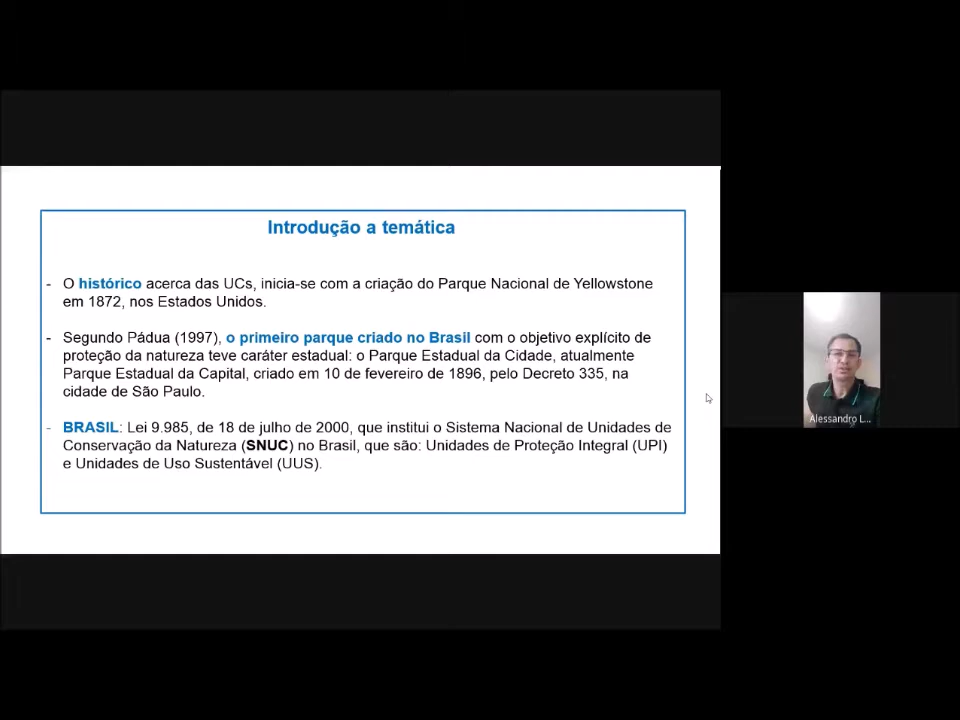 Introdução a temática
- O histórico acerca das UCs, inicia-se com a criação do Parque Nacional de Yellowstone
em 1872, nos Estados Unidos.
- Segundo Pádua (1997), o primeiro parque criado no Brasil com o objetivo explícito de
proteção da natureza teve caráter estadual: o Parque Estadual da Cidade, atualmente
Parque Estadual da Capital, criado em 10 de fevereiro de 1896, pelo Decreto 335, na
cidade de São Paulo.
- BRASIL: Lei 9.985, de 18 de julho de 2000, que institui o Sistema Nacional de Unidades de
Conservação da Natureza (SNUC) no Brasil, que são: Unidades de Proteção Integral (UPI)
e Unidades de Uso Sustentável (UUS).
Alessandro L...